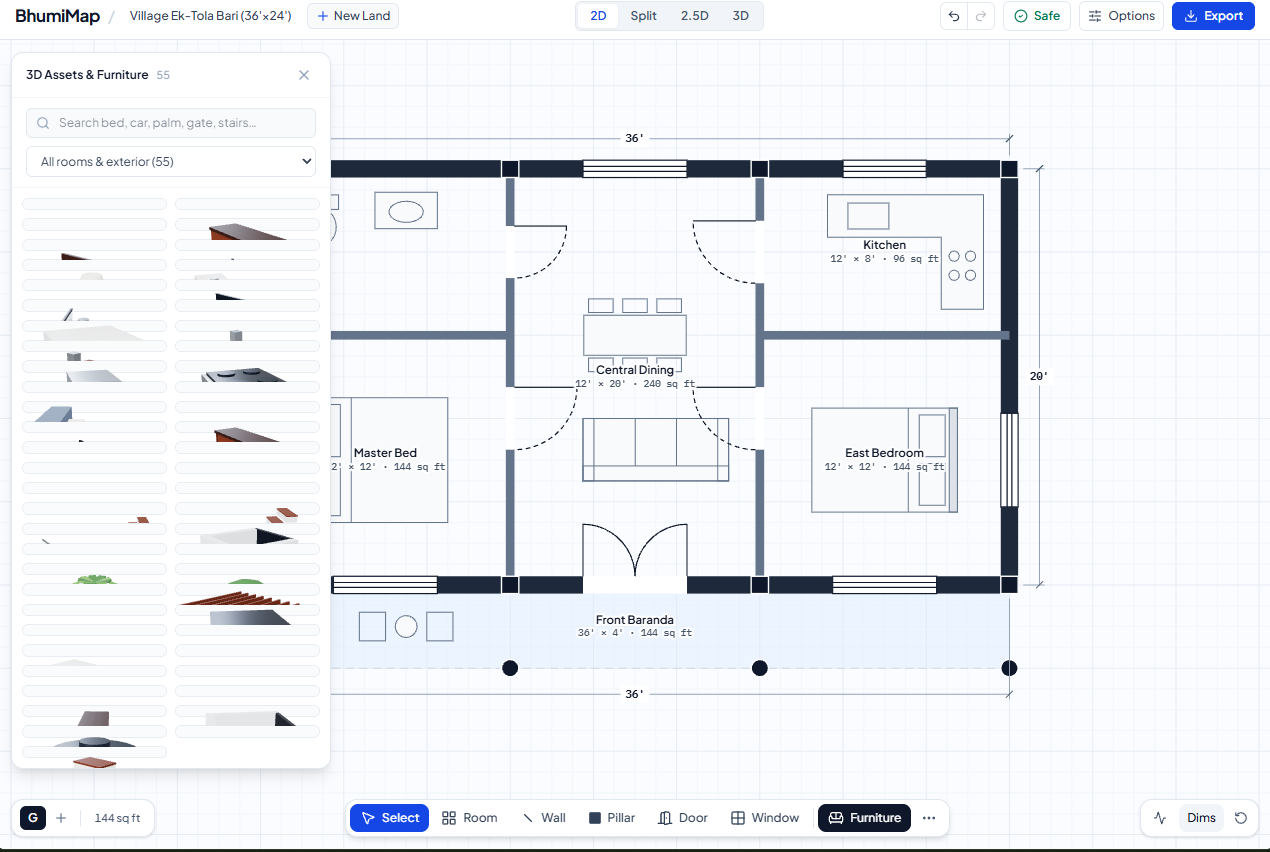 BhumiMap / Village Ek-Tola Bari (36'×24') + New Land 2D Split 2.5D 3D Safe Options Export
3D Assets & Furniture 55
Search bed, car, palm, gate, stairs...
All rooms & exterior (55)
36'
Kitchen
12' × 8' · 96 sq ft
Central Dining
12' × 20' · 240 sq ft
20'
Master Bed
2' × 12' · 144 sq ft
East Bedroom
12' × 12' · 144 sq ft
Front Baranda
36' × 4' · 144 sq ft
36'
G + 144 sq ft Select Room Wall Pillar Door Window Furniture ... Dims